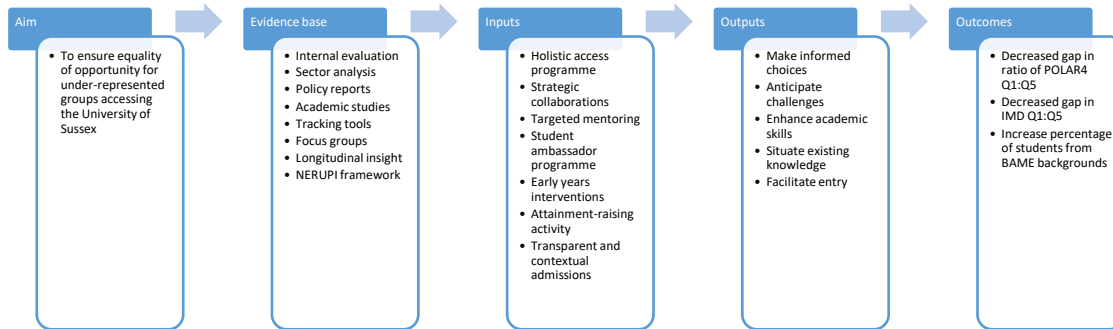 Aim
• To ensure equality
of opportunity for
under-represented
groups accessing
the University of
Sussex
Evidence base
• Internal evaluation
• Sector analysis
• Policy reports
• Academic studies
• Tracking tools
• Focus groups
• Longitudinal insight
• NERUPI framework
Inputs
• Holistic access
programme
• Strategic
collaborations
• Targeted mentoring
• Student
ambassador
programme
• Early years
interventions
• Attainment-raising
activity
• Transparent and
contextual
admissions
Outputs
• Make informed
choices
• Anticipate
challenges
• Enhance academic
skills
• Situate existing
knowledge
• Facilitate entry
Outcomes
• Decreased gap in
ratio of POLAR4
Q1:Q5
• Decreased gap in
IMD Q1:Q5
• Increase percentage
of students from
BAME backgrounds